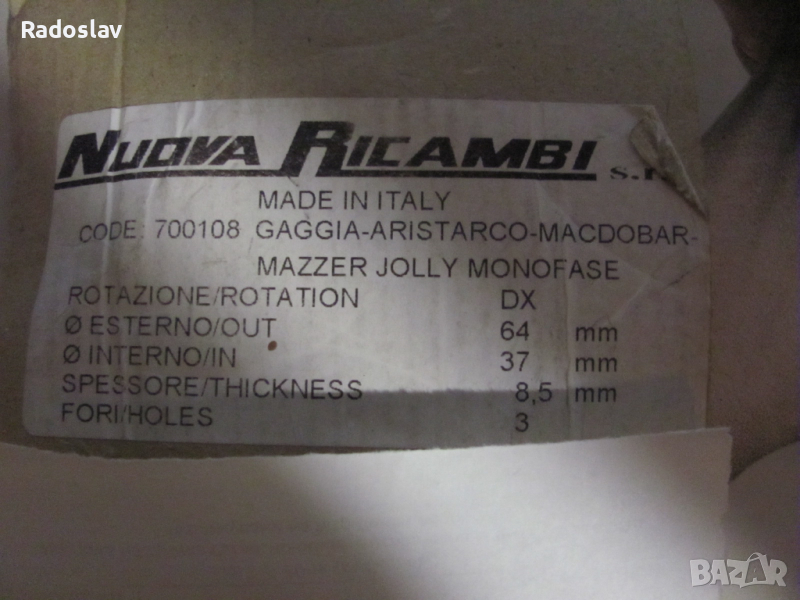 Radoslav
NUOVA RICAMBI s.r
MADE IN ITALY
CODE: 700108 GAGGIA-ARISTARCO-MACDOBAR-
MAZZER JOLLY MONOFASE
ROTAZIONE/ROTATION DX
Ø ESTERNO/OUT 64 mm
Ø INTERNO/IN 37 mm
SPESSORE/THICKNESS 8,5 mm
FORI/HOLES 3
BAZAR